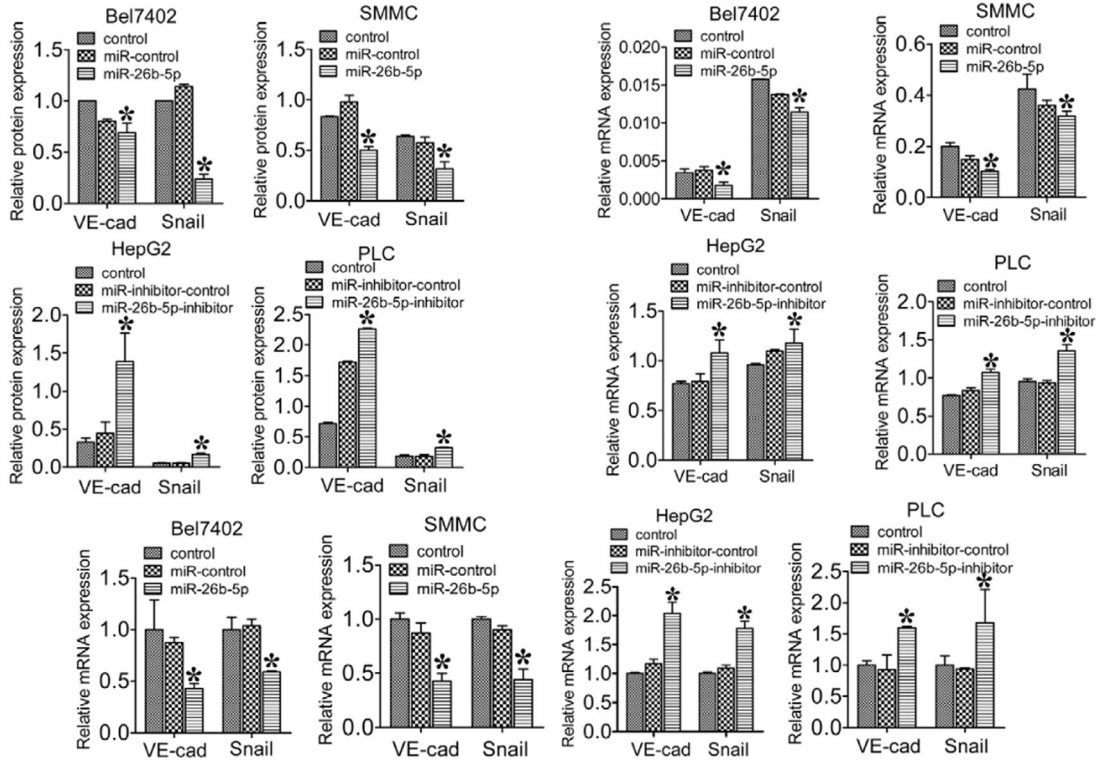 Bel7402
Relative protein expression
control
miR-control
miR-26b-5p
1.5
1.0
0.5
0.0
* *
VE-cad Snail
SMMC
Relative protein expression
control
miR-control
miR-26b-5p
1.5
1.0
0.5
0.0
* *
VE-cad Snail
Bel7402
Relative mRNA expression
control
miR-control
miR-26b-5p
0.020
0.015
0.010
0.005
0.000
* *
VE-cad Snail
SMMC
Relative mRNA expression
control
miR-control
miR-26b-5p
0.6
0.4
0.2
0.0
* *
VE-cad Snail
HepG2
Relative protein expression
control
miR-inhibitor-control
miR-26b-5p-inhibitor
2.0
1.5
1.0
0.5
0.0
* *
VE-cad Snail
PLC
Relative protein expression
control
miR-inhibitor-control
miR-26b-5p-inhibitor
2.5
2.0
1.5
1.0
0.5
0.0
* *
VE-cad Snail
HepG2
Relative mRNA expression
control
miR-inhibitor-control
miR-26b-5p-inhibitor
1.5
1.0
0.5
0.0
* *
VE-cad Snail
PLC
Relative mRNA expression
control
miR-inhibitor-control
miR-26b-5p-inhibitor
2.0
1.5
1.0
0.5
0.0
* *
VE-cad Snail
Bel7402
Relative mRNA expression
control
miR-control
miR-26b-5p
1.5
1.0
0.5
0.0
* *
VE-cad Snail
SMMC
Relative mRNA expression
control
miR-control
miR-26b-5p
1.5
1.0
0.5
0.0
* *
VE-cad Snail
HepG2
Relative mRNA expression
control
miR-inhibitor-control
miR-26b-5p-inhibitor
2.5
2.0
1.5
1.0
0.5
0.0
* *
VE-cad Snail
PLC
Relative mRNA expression
control
miR-inhibitor-control
miR-26b-5p-inhibitor
2.5
2.0
1.5
1.0
0.5
0.0
* *
VE-cad Snail